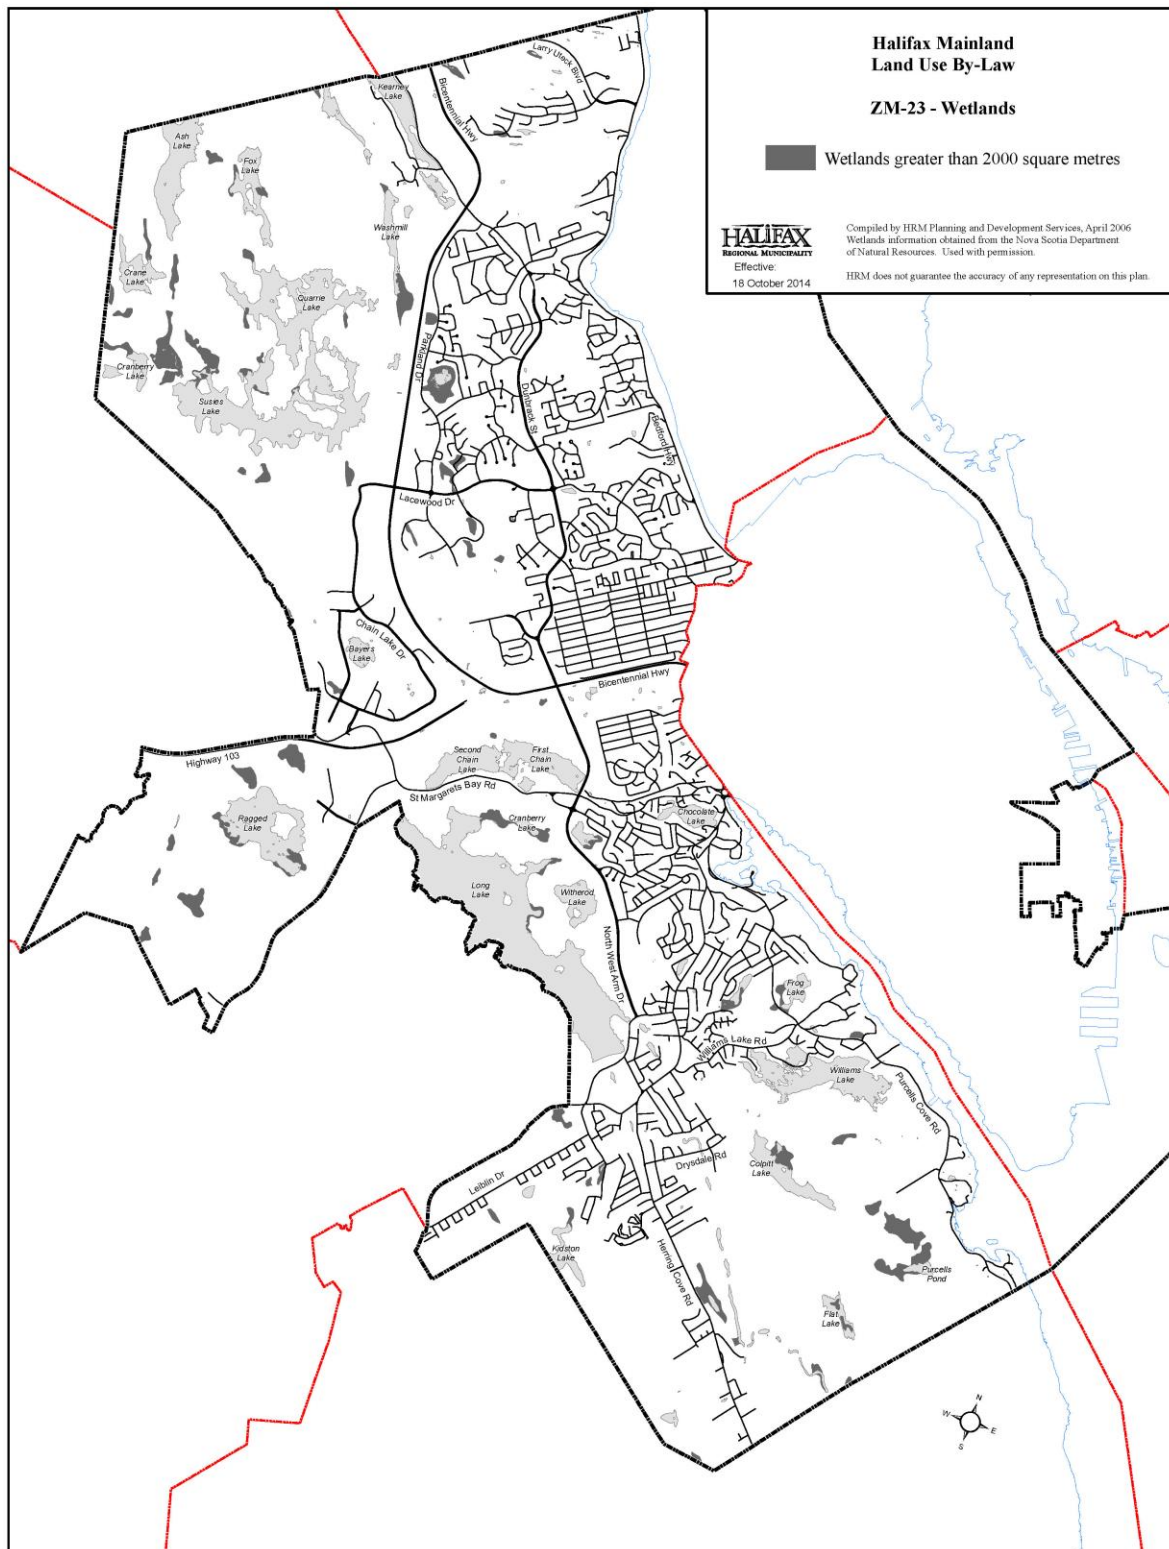 Halifax Mainland
Land Use By-Law
ZM-23 - Wetlands
Wetlands greater than 2000 square metres
HALIFAX
REGIONAL MUNICIPALITY
Effective:
18 October 2014
Compiled by HRM Planning and Development Services, April 2006
Wetlands information obtained from the Nova Scotia Department
of Natural Resources. Used with permission.
HRM does not guarantee the accuracy of any representation on this plan.
Larry Uteck Blvd
Kearney
Lake
Bicentennial Hwy
Ash
Lake
Fox
Lake
Washmill
Lake
Crane
Lake
Quarrie
Lake
Cranberry
Lake
Susies
Lake
Parkland Dr
Dunbrack St
Bedford Hwy
Lacewood Dr
Chain Lake Dr
Bayers
Lake
Bicentennial Hwy
Highway 103
Second
Chain
Lake
First
Chain
Lake
St Margarets Bay Rd
Ragged
Lake
Cranberry
Lake
Chocolate
Lake
Long
Lake
Witherod
Lake
North West Arm Dr
Frog
Lake
Williams Lake Rd
Williams
Lake
Purcells Cove Rd
Drysdale Rd
Colpitt
Lake
Leiblin Dr
Kidston
Lake
Herring Cove Rd
Purcells
Pond
Flat
Lake
N
W
E
S